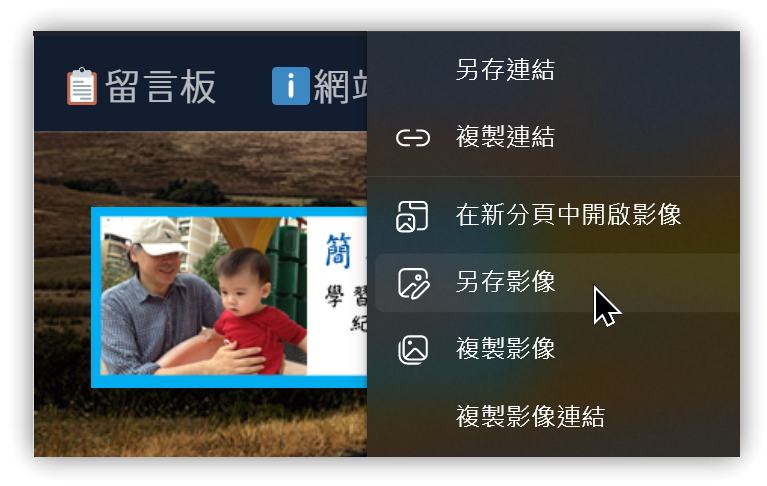 留言板
網站
簡
學習
紀
另存連結
複製連結
在新分頁中開啟影像
另存影像
複製影像
複製影像連結